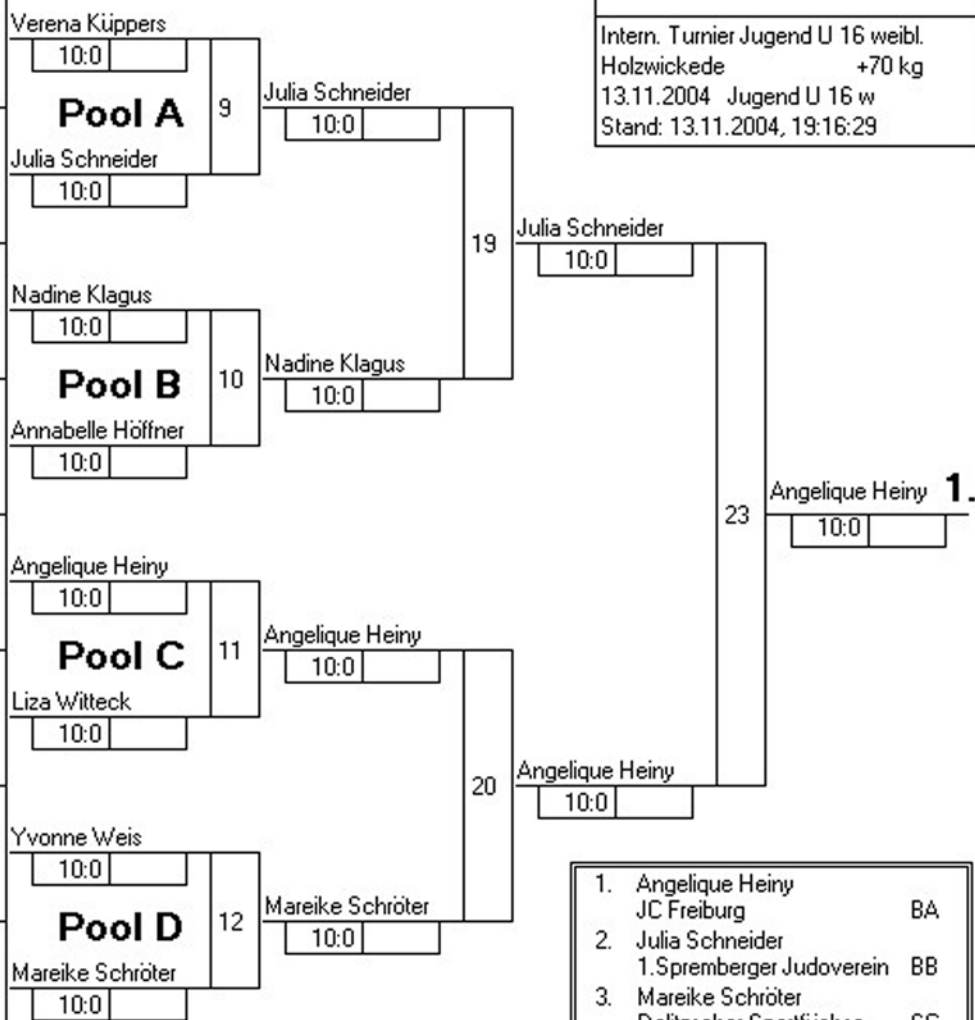 Verena Küppers
10:0
Pool A
9
Julia Schneider
10:0
Julia Schneider
10:0
Intern. Turnier Jugend U 16 weibl.
Holzwickede +70 kg
13.11.2004 Jugend U 16 w
Stand: 13.11.2004, 19:16:29
19
Julia Schneider
10:0
Nadine Klagus
10:0
Pool B
10
Nadine Klagus
10:0
Annabelle Höffner
10:0
23
Angelique Heiny 1.
10:0
Angelique Heiny
10:0
Pool C
11
Angelique Heiny
10:0
Liza Witteck
10:0
20
Angelique Heiny
10:0
Yvonne Weis
10:0
Pool D
12
Mareike Schröter
10:0
Mareike Schröter
10:0
1. Angelique Heiny
JC Freiburg BA
2. Julia Schneider
1.Spremberger Judoverein BB
3. Mareike Schröter